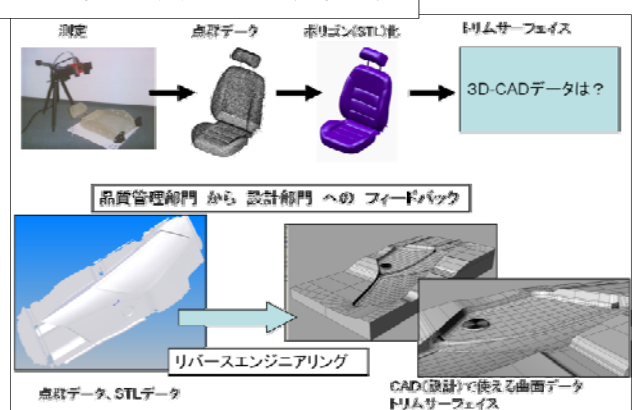 測定
点群データ
ポリゴン(STL)化
トリムサーフェイス
3D-CADデータは？
品質管理部門 から 設計部門 への フィードバック
リバースエンジニアリング
点群データ、STLデータ
CAD(設計)で使える曲面データ
トリムサーフェイス